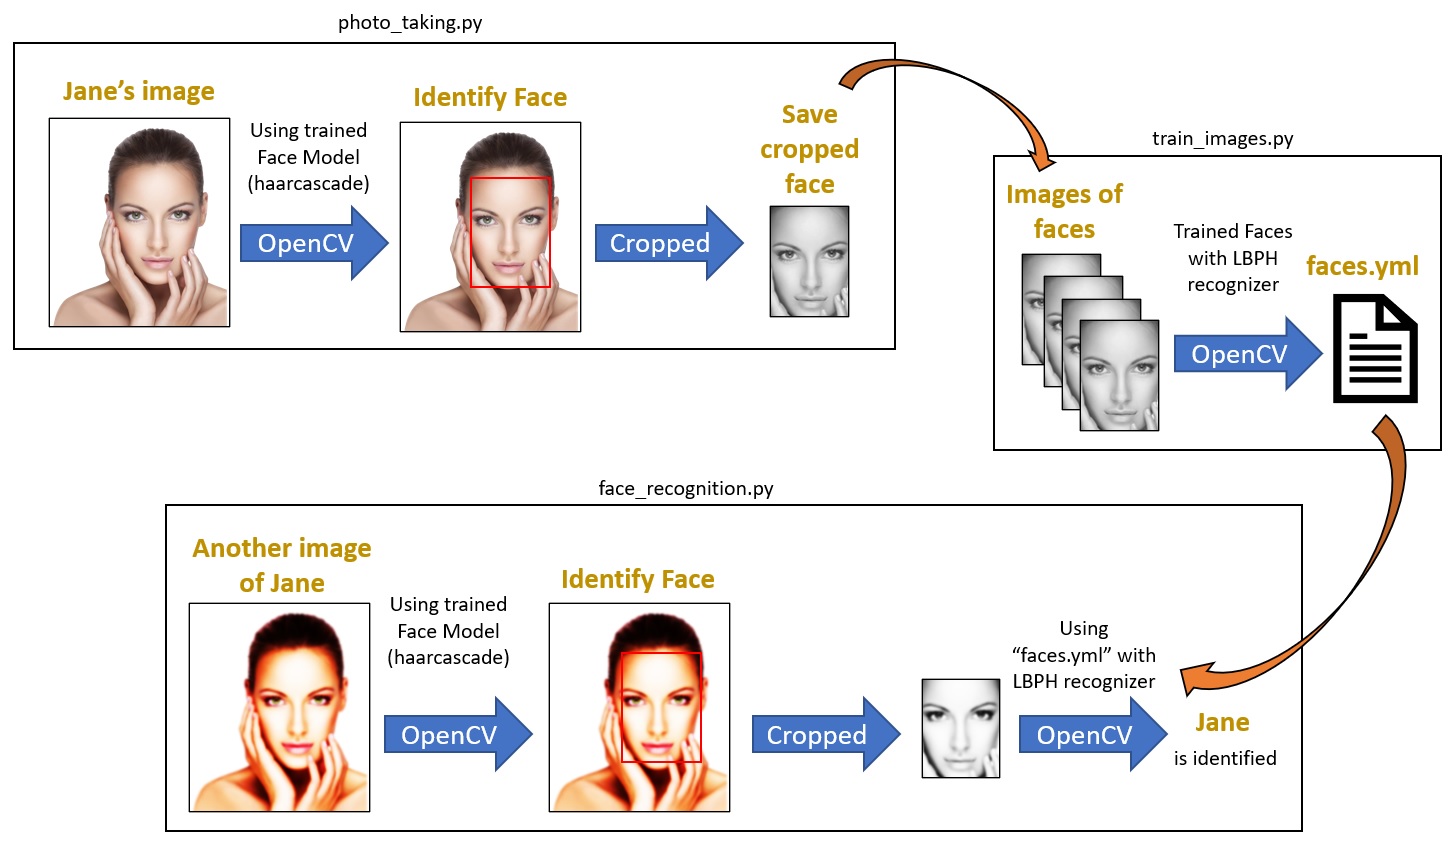 photo_taking.py
Jane’s image
Using trained
Face Model
(haarcascade)
OpenCV
Identify Face
Cropped
Save
cropped
face
train_images.py
Images of
faces
Trained Faces
with LBPH
recognizer
OpenCV
faces.yml
face_recognition.py
Another image
of Jane
Using trained
Face Model
(haarcascade)
OpenCV
Identify Face
Cropped
Using
“faces.yml” with
LBPH recognizer
OpenCV
Jane
is identified